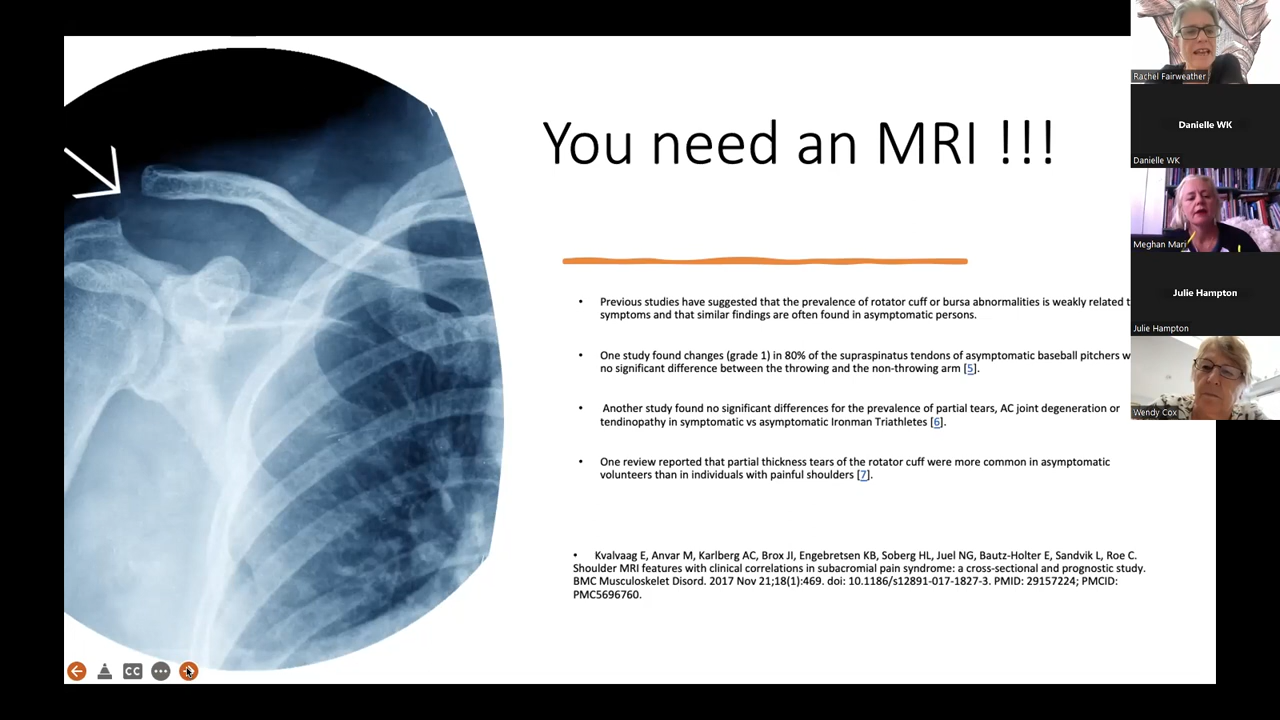 You need an MRI !!!
• Previous studies have suggested that the prevalence of rotator cuff or bursa abnormalities is weakly related
symptoms and that similar findings are often found in asymptomatic persons.
• One study found changes (grade 1) in 80% of the supraspinatus tendons of asymptomatic baseball pitchers
no significant difference between the throwing and the non-throwing arm [5].
• Another study found no significant differences for the prevalence of partial tears, AC joint degeneration or
tendinopathy in symptomatic vs asymptomatic Ironman Triathletes [6].
• One review reported that partial thickness tears of the rotator cuff were more common in asymptomatic
volunteers than in individuals with painful shoulders [7].
• Kvalvaag E, Anvar M, Karlberg AC, Brox JI, Engebretsen KB, Soberg HL, Juel NG, Bautz-Holter E, Sandvik L, Roe C.
Shoulder MRI features with clinical correlations in subacromial pain syndrome: a cross-sectional and prognostic study.
BMC Musculoskelet Disord. 2017 Nov 21;18(1):469. doi: 10.1186/s12891-017-1827-3. PMID: 29157224; PMCID:
PMC5696760.
CC
Rachel Fairweather
Danielle WK
Danielle WK
Meghan Mari
Julie Hampton
Julie Hampton
Wendy Cox